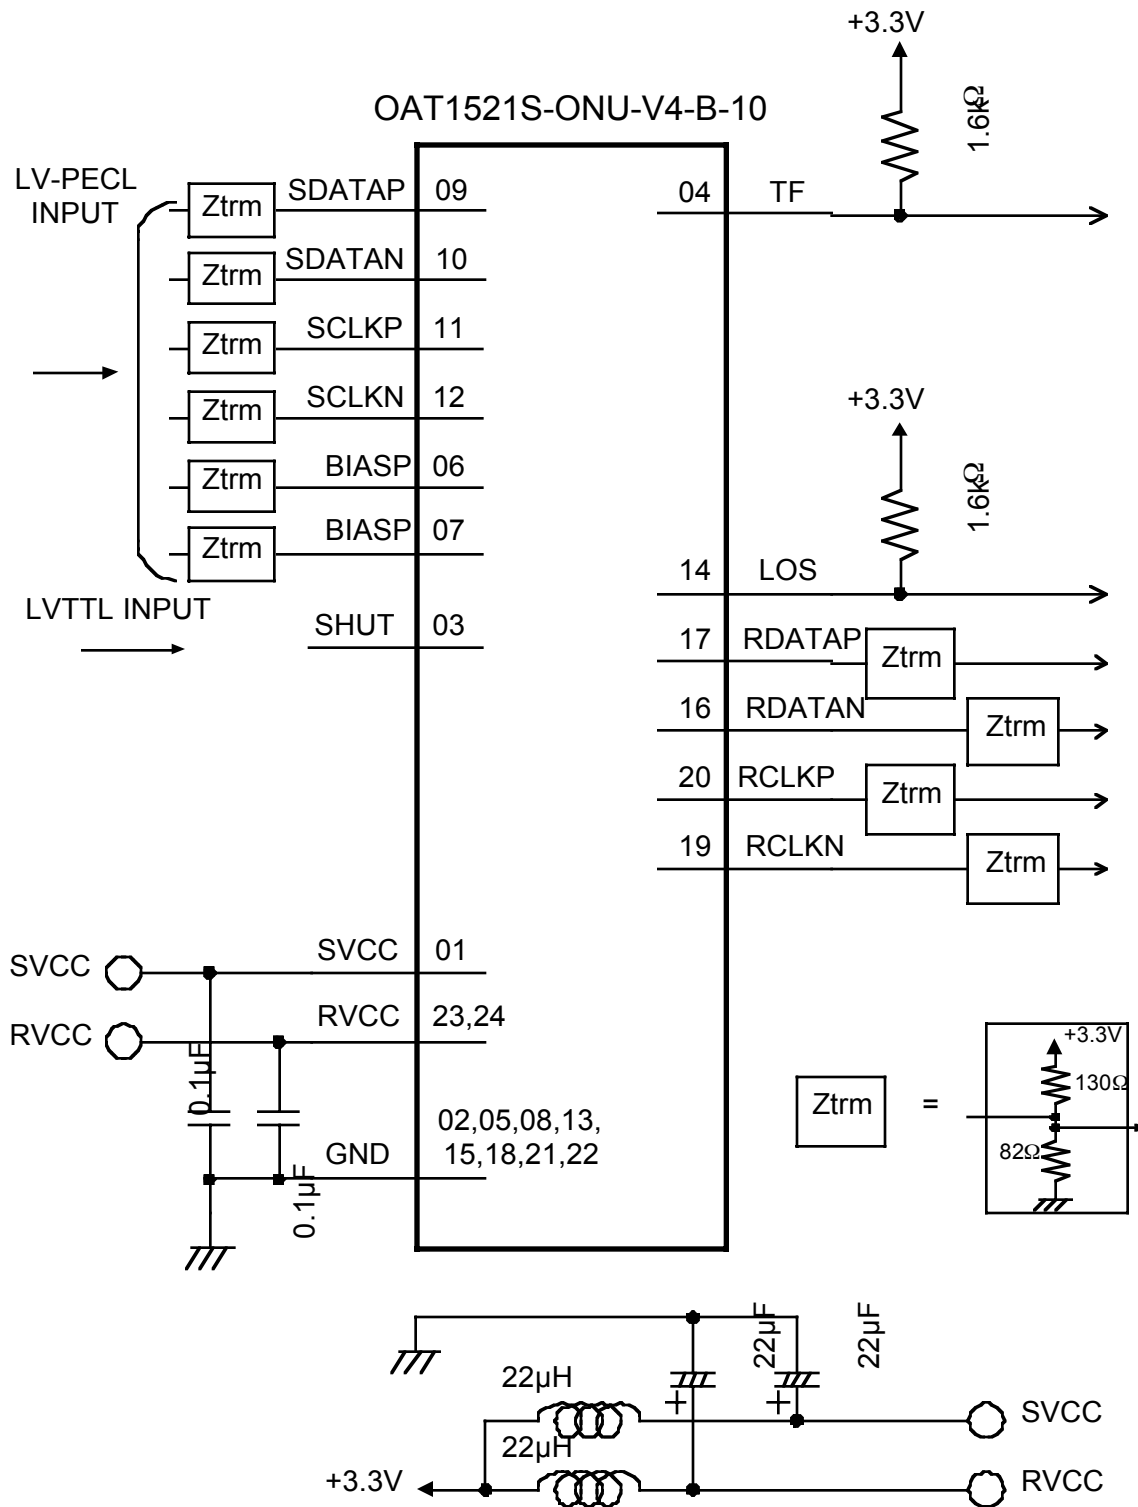 +3.3V
1.6kΩ
OAT1521S-ONU-V4-B-10
LV-PECL
INPUT
Ztrm
SDATAP
09
04
TF
Ztrm
SDATAN
10
Ztrm
SCLKP
11
Ztrm
SCLKN
12
+3.3V
1.6kΩ
Ztrm
BIASP
06
Ztrm
BIASP
07
14
LOS
LVTTL INPUT
SHUT
03
17
RDATAP
Ztrm
16
RDATAN
Ztrm
20
RCLKP
Ztrm
19
RCLKN
Ztrm
SVCC
SVCC
01
RVCC
RVCC
23,24
0.1µF
0.1µF
GND
02,05,08,13,
15,18,21,22
Ztrm
=
+3.3V
130Ω
82Ω
22µF
22µF
22µH
+
+
SVCC
22µH
+3.3V
RVCC